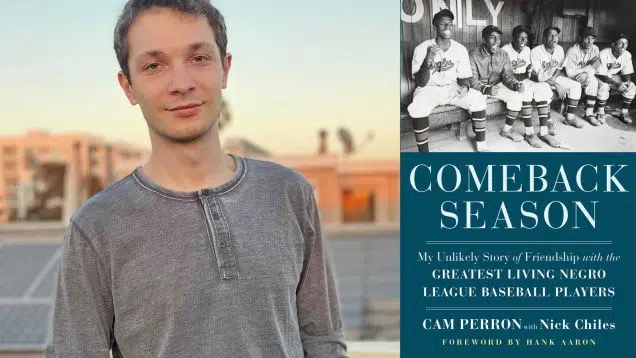 ONLY
COMEBACK
SEASON
My Unlikely Story of Friendship with the
GREATEST LIVING NEGRO
LEAGUE BASEBALL PLAYERS
CAM PERRON with Nick Chiles
FOREWORD BY HANK AARON